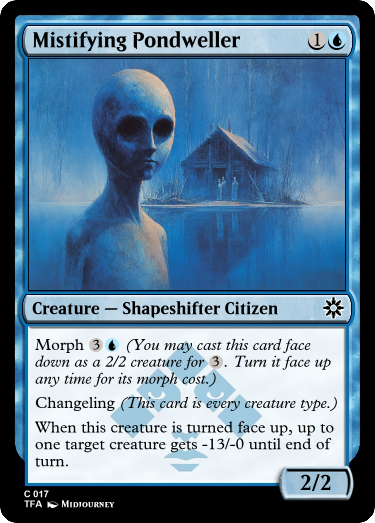 Mistifying Pondweller 1
Creature — Shapeshifter Citizen
Morph 3 (You may cast this card face
down as a 2/2 creature for 3. Turn it face up
any time for its morph cost.)
Changeling (This card is every creature type.)
When this creature is turned face up, up to
one target creature gets -13/-0 until end of
turn.
2/2
C 017
TFA Midjourney